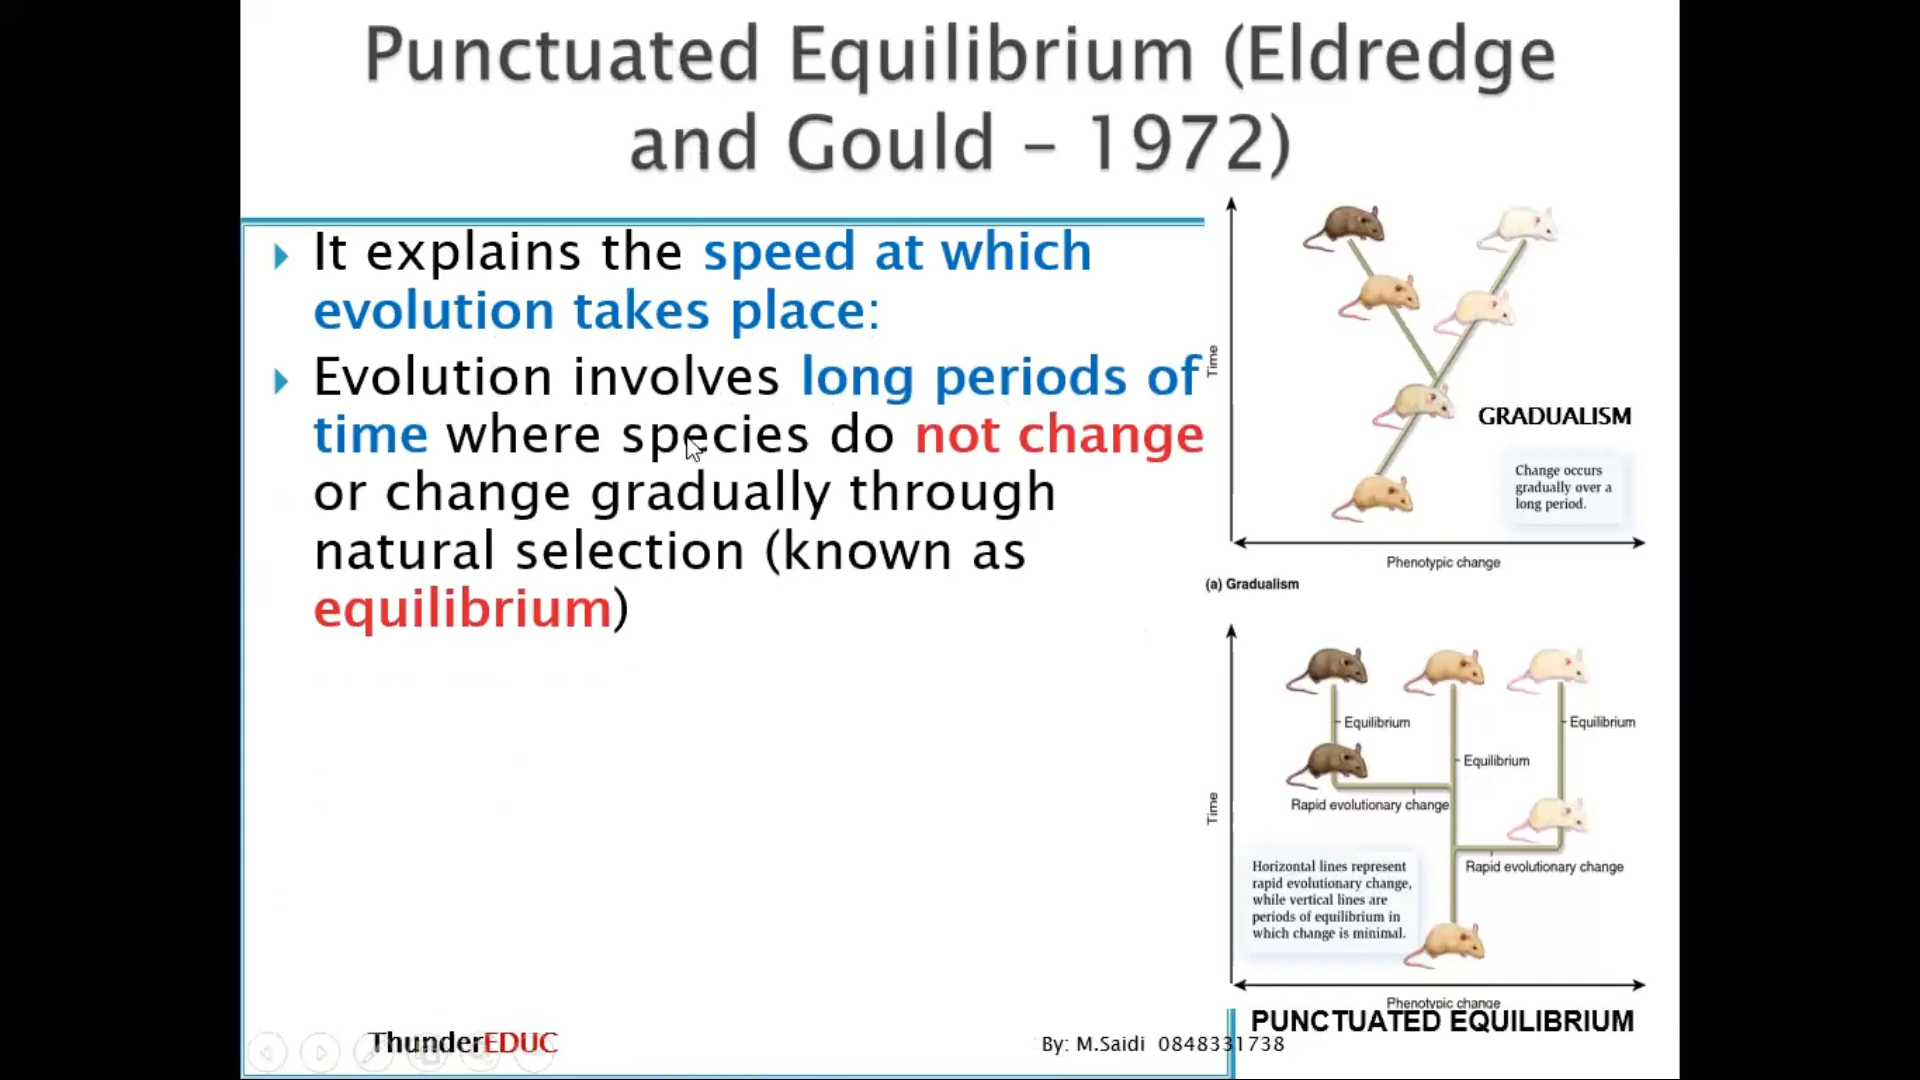 Punctuated Equilibrium (Eldredge
and Gould – 1972)
It explains the speed at which
evolution takes place:
Evolution involves long periods of
time where species do not change
or change gradually through
natural selection (known as
equilibrium)
Time
GRADUALISM
Change occurs
gradually over a
long period.
Phenotypic change
(a) Gradualism
Equilibrium
Equilibrium
Equilibrium
Rapid evolutionary change
Time
Rapid evolutionary change
Horizontal lines represent
rapid evolutionary change,
while vertical lines are
periods of equilibrium in
which change is minimal.
Phenotypic change
PUNCTUATED EQUILIBRIUM
ThunderEDUC
By: M.Saidi 0848331738